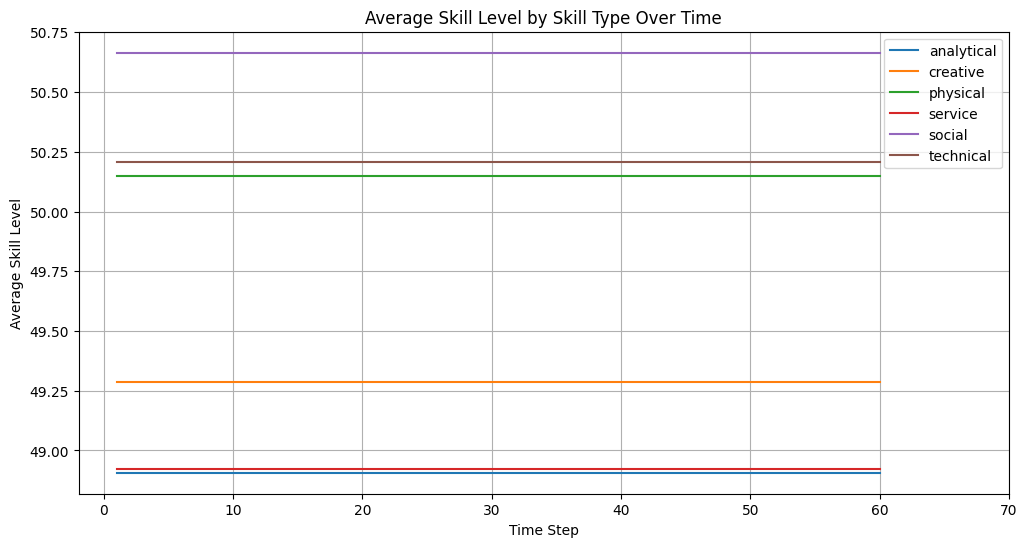 Average Skill Level by Skill Type Over Time
50.75
50.50
50.25
50.00
49.75
49.50
49.25
49.00
Average Skill Level
analytical
creative
physical
service
social
technical
0 10 20 30 40 50 60 70
Time Step